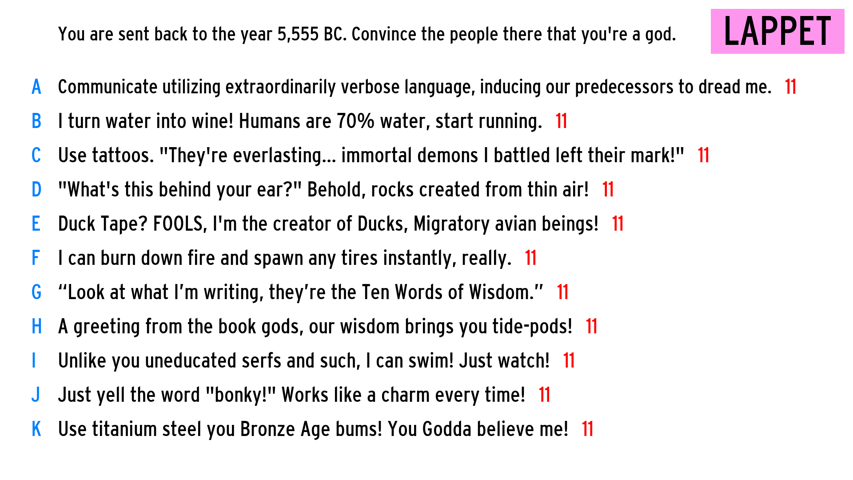 You are sent back to the year 5,555 BC. Convince the people there that you're a god.
LAPPET
A Communicate utilizing extraordinarily verbose language, inducing our predecessors to dread me. 11
B I turn water into wine! Humans are 70% water, start running. 11
C Use tattoos. "They're everlasting... immortal demons I battled left their mark!" 11
D "What's this behind your ear?" Behold, rocks created from thin air! 11
E Duck Tape? FOOLS, I'm the creator of Ducks, Migratory avian beings! 11
F I can burn down fire and spawn any tires instantly, really. 11
G “Look at what I’m writing, they’re the Ten Words of Wisdom.” 11
H A greeting from the book gods, our wisdom brings you tide-pods! 11
I Unlike you uneducated serfs and such, I can swim! Just watch! 11
J Just yell the word "bonky!" Works like a charm every time! 11
K Use titanium steel you Bronze Age bums! You Godda believe me! 11